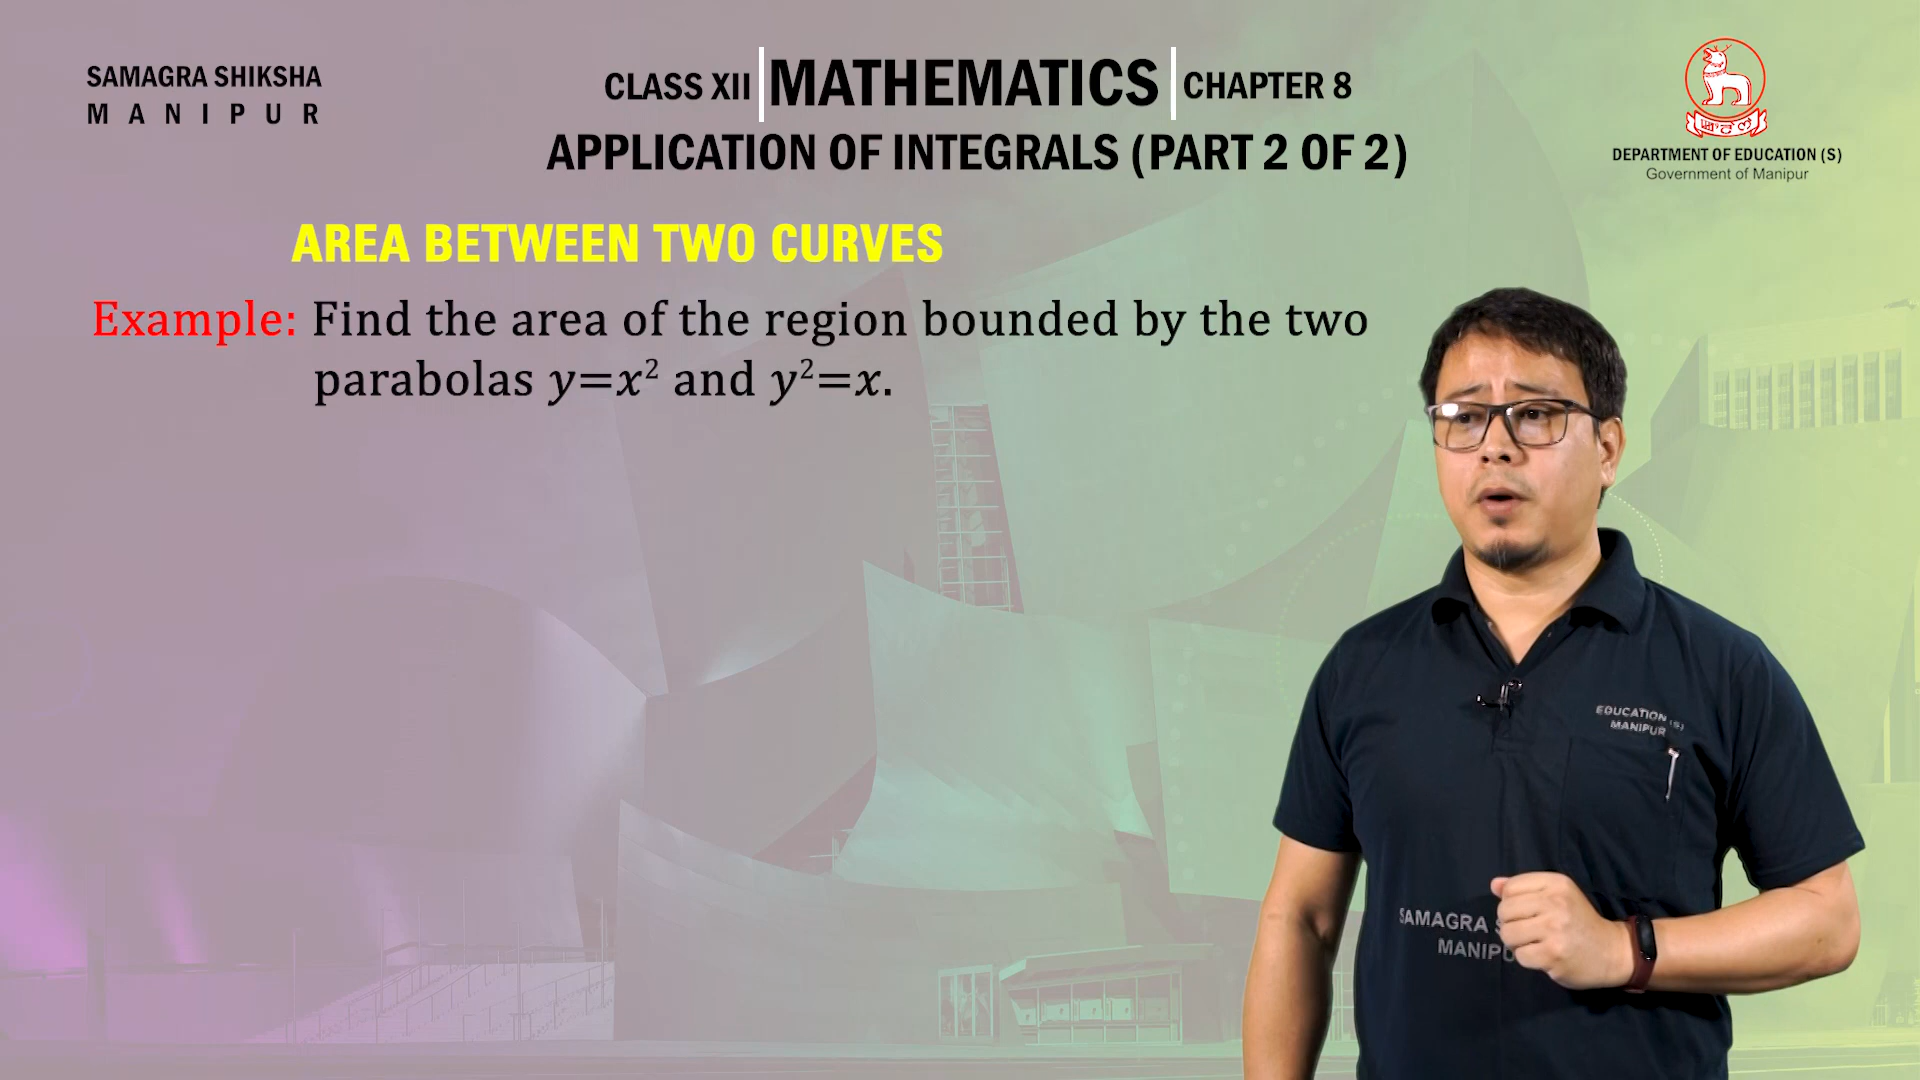 SAMAGRA SHIKSHA
MANIPUR
CLASS XII MATHEMATICS CHAPTER 8
APPLICATION OF INTEGRALS (PART 2 OF 2)
DEPARTMENT OF EDUCATION (S)
Government of Manipur
AREA BETWEEN TWO CURVES
Example: Find the area of the region bounded by the two
parabolas y=x² and y²=x.
EDUCATION (S)
MANIPUR
SAMAGRA